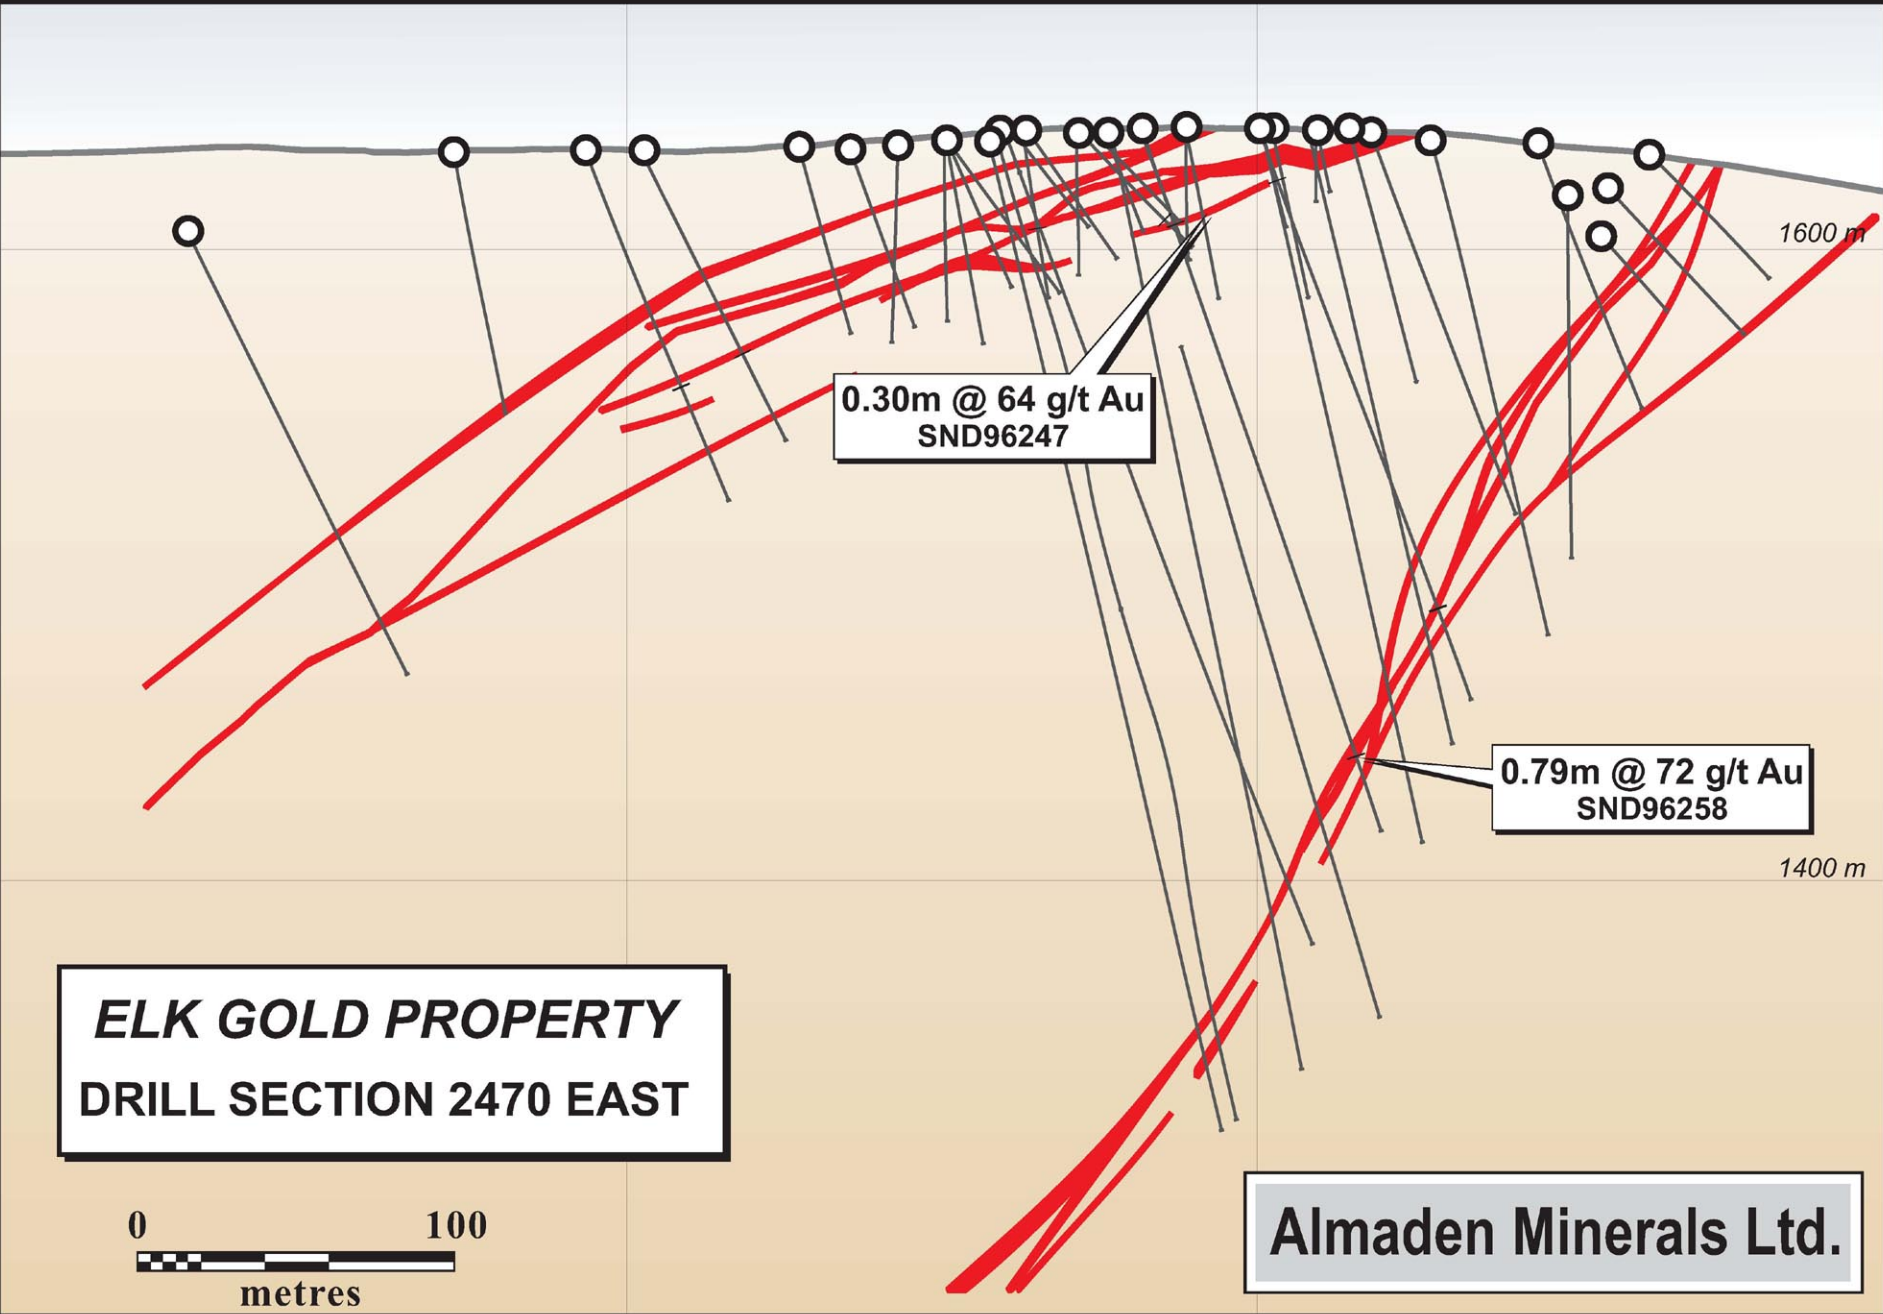 1600 m
0.30m @ 64 g/t Au
SND96247
0.79m @ 72 g/t Au
SND96258
1400 m
ELK GOLD PROPERTY
DRILL SECTION 2470 EAST
0 100
metres
Almaden Minerals Ltd.